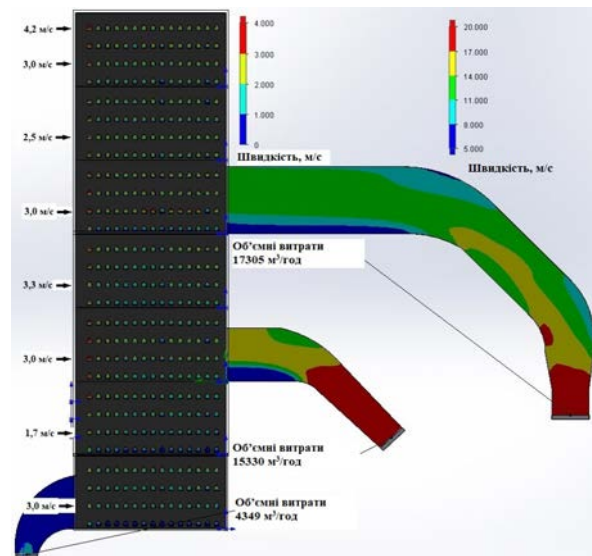 4,2 м/с
3,0 м/с
2,5 м/с
3,0 м/с
3,3 м/с
3,0 м/с
1,7 м/с
3,0 м/с
4.000
3.000
2.000
1.000
0
Швидкість, м/с
20.000
17.000
14.000
11.000
8.000
5.000
Швидкість, м/с
Об'ємні витрати
17305 м³/год
Об'ємні витрати
15330 м³/год
Об'ємні витрати
4349 м³/год